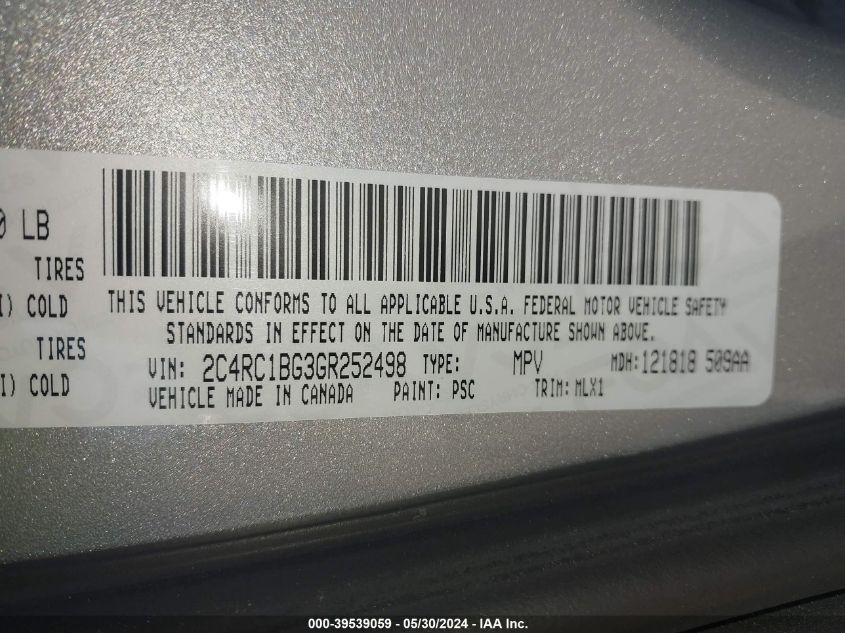 0 LB
TIRES
I) COLD
TIRES
I) COLD
THIS VEHICLE CONFORMS TO ALL APPLICABLE U.S.A. FEDERAL MOTOR VEHICLE SAFETY
STANDARDS IN EFFECT ON THE DATE OF MANUFACTURE SHOWN ABOVE.
VIN: 2C4RC1BG3GR252498 TYPE: MPV MDH:121818 509AA
VEHICLE MADE IN CANADA PAINT: PSC TRIM: MLX1
000-39539059 - 05/30/2024 - IAA Inc.